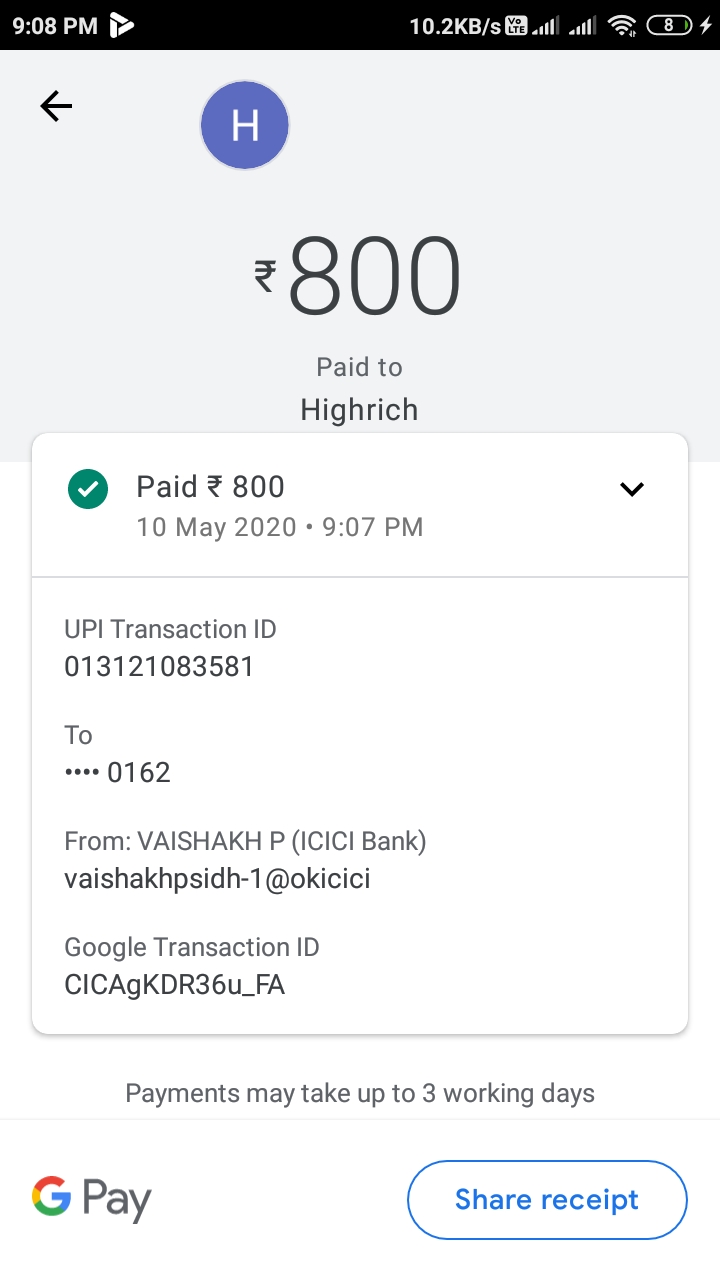 9:08 PM 10.2KB/s Vo LTE 8
H
₹800
Paid to
Highrich
Paid ₹ 800
10 May 2020 • 9:07 PM
UPI Transaction ID
013121083581
To
•••• 0162
From: VAISHAKH P (ICICI Bank)
vaishakhpsidh-1@okicici
Google Transaction ID
CICAgKDR36u_FA
Payments may take up to 3 working days
G Pay Share receipt